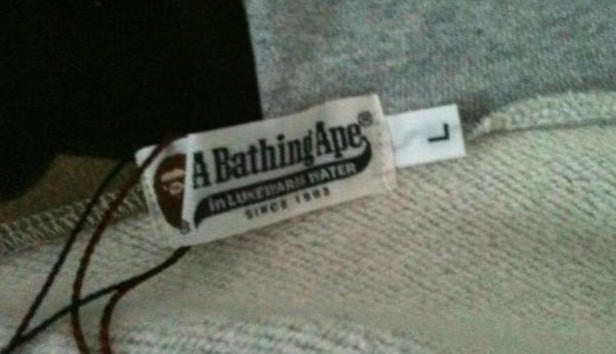 A Bathing Ape®
in LUKEWARM WATER
SINCE 1993
L